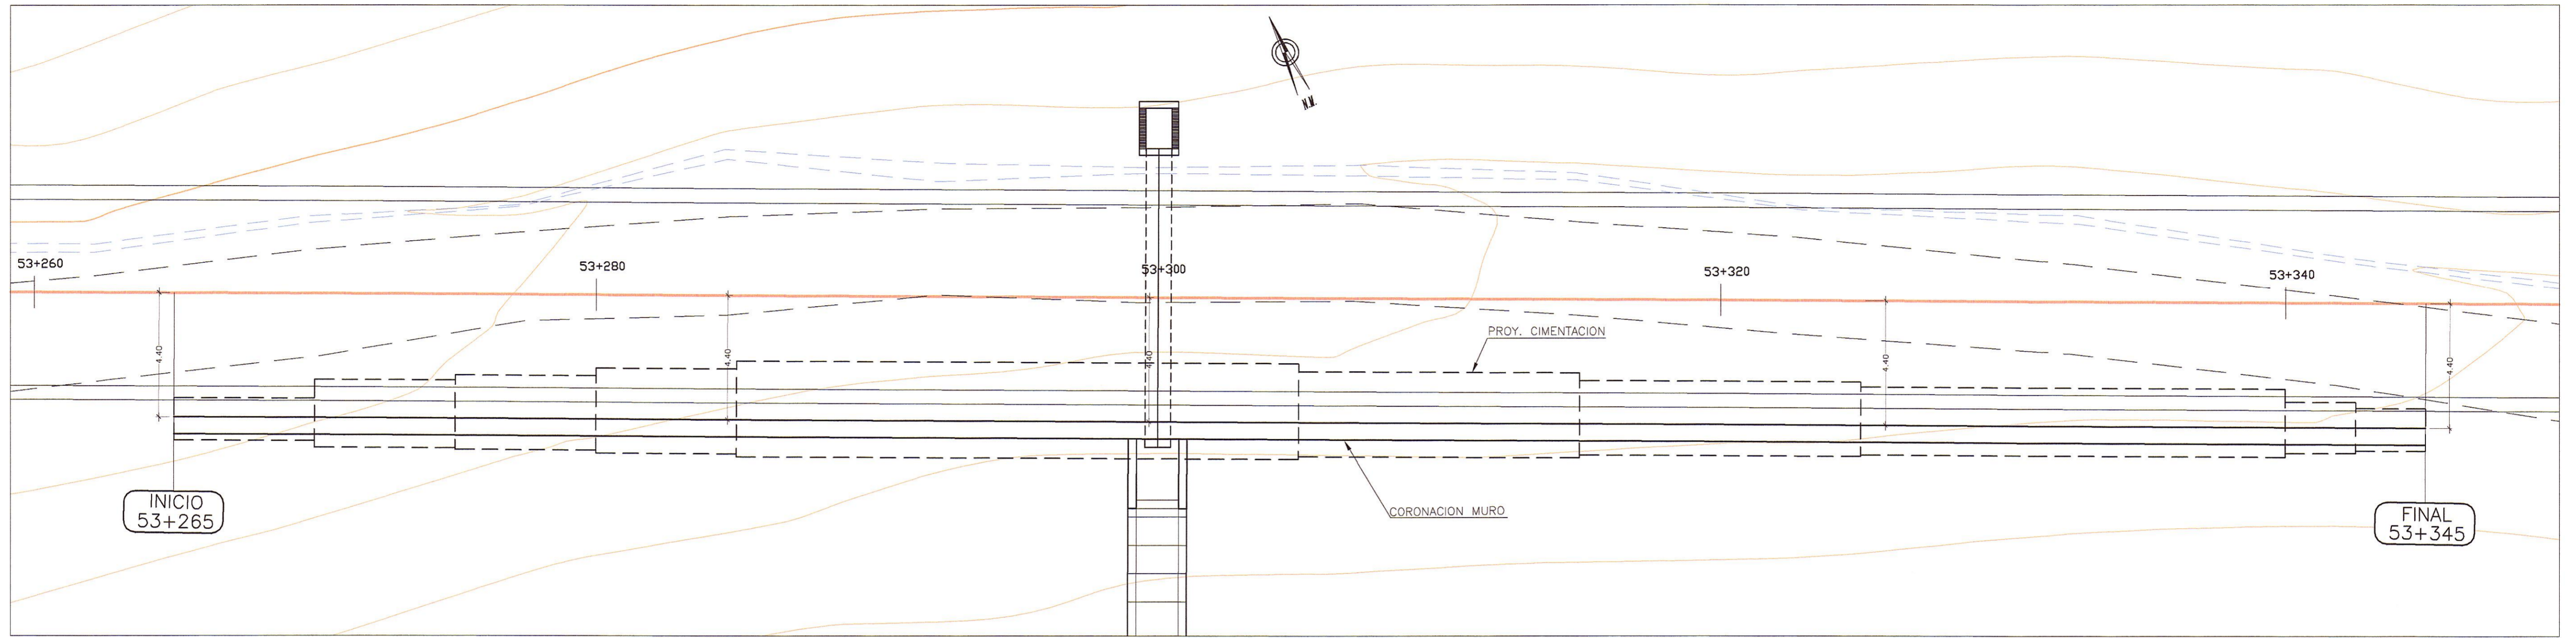 N.M.
53+260
53+280
53+300
53+320
53+340
4.40
4.40
4.40
4.40
4.40
PROY. CIMENTACION
CORONACION MURO
INICIO
53+265
FINAL
53+345